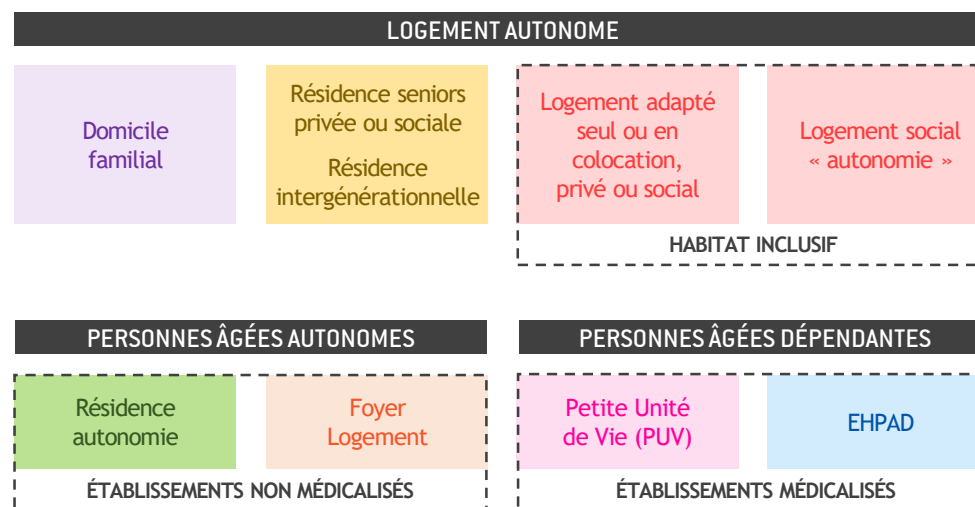 LOGEMENT AUTONOME
Domicile
familial
Résidence seniors
privée ou sociale
Résidence
intergénérationnelle
Logement adapté
seul ou en
colocation,
privé ou social
Logement social
« autonomie »
HABITAT INCLUSIF
PERSONNES ÂGÉES AUTONOMES
Résidence
autonomie
Foyer
Logement
ÉTABLISSEMENTS NON MÉDICALISÉS
PERSONNES ÂGÉES DÉPENDANTES
Petite Unité
de Vie (PUV)
EHPAD
ÉTABLISSEMENTS MÉDICALISÉS